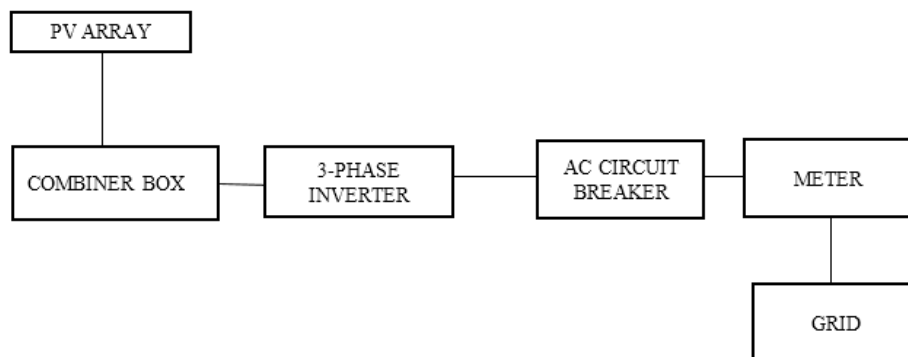 PV ARRAY
COMBINER BOX
3-PHASE
INVERTER
AC CIRCUIT
BREAKER
METER
GRID